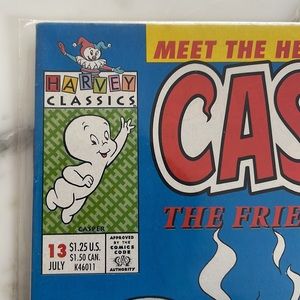 MEET THE HE
HARVEY
CLASSICS
CAS
CASPER
THE FRIE
13
JULY
$1.25 U.S.
$1.50 CAN.
K46011
APPROVED
BY THE
COMICS
CODE
AUTHORITY